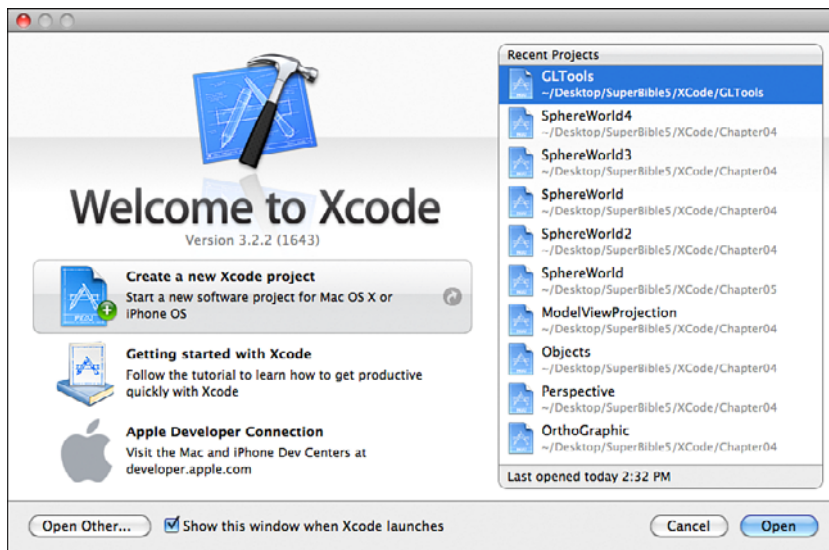 Welcome to Xcode
Version 3.2.2 (1643)
Create a new Xcode project
Start a new software project for Mac OS X or
iPhone OS
Getting started with Xcode
Follow the tutorial to learn how to get productive
quickly with Xcode
Apple Developer Connection
Visit the Mac and iPhone Dev Centers at
developer.apple.com
Recent Projects
GLTools
~/Desktop/SuperBible5/XCode/GLTools
SphereWorld4
~/Desktop/SuperBible5/XCode/Chapter04
SphereWorld3
~/Desktop/SuperBible5/XCode/Chapter04
SphereWorld
~/Desktop/SuperBible5/XCode/Chapter04
SphereWorld2
~/Desktop/SuperBible5/XCode/Chapter04
SphereWorld
~/Desktop/SuperBible5/XCode/Chapter05
ModelViewProjection
~/Desktop/SuperBible5/XCode/Chapter04
Objects
~/Desktop/SuperBible5/XCode/Chapter04
Perspective
~/Desktop/SuperBible5/XCode/Chapter04
OrthoGraphic
~/Desktop/SuperBible5/XCode/Chapter04
Last opened today 2:32 PM
Open Other...
Show this window when Xcode launches
Cancel
Open